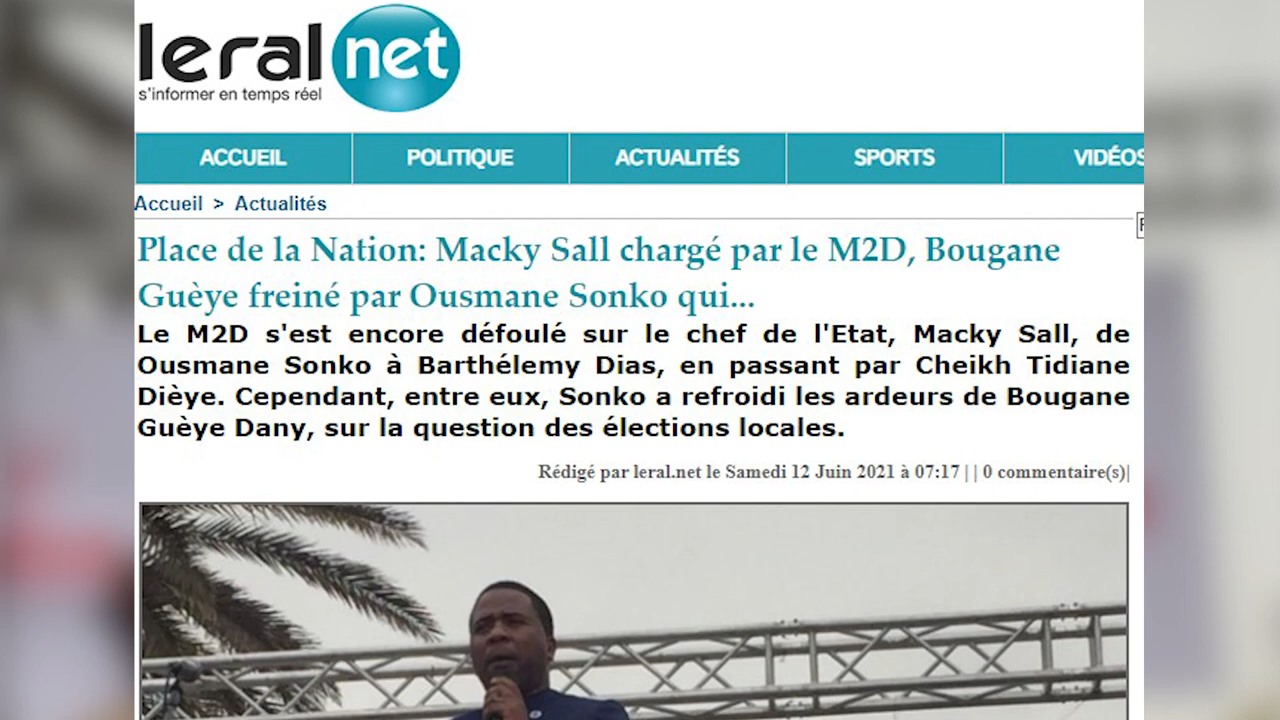 leral net
s'informer en temps réel
ACCUEIL POLITIQUE ACTUALITÉS SPORTS VIDÉOS
Accueil > Actualités
Place de la Nation: Macky Sall chargé par le M2D, Bougane
Guèye freiné par Ousmane Sonko qui...
Le M2D s'est encore défoulé sur le chef de l'Etat, Macky Sall, de
Ousmane Sonko à Barthélemy Dias, en passant par Cheikh Tidiane
Dièye. Cependant, entre eux, Sonko a refroidi les ardeurs de Bougane
Guèye Dany, sur la question des élections locales.
Rédigé par leral.net le Samedi 12 Juin 2021 à 07:17 | | 0 commentaire(s)|